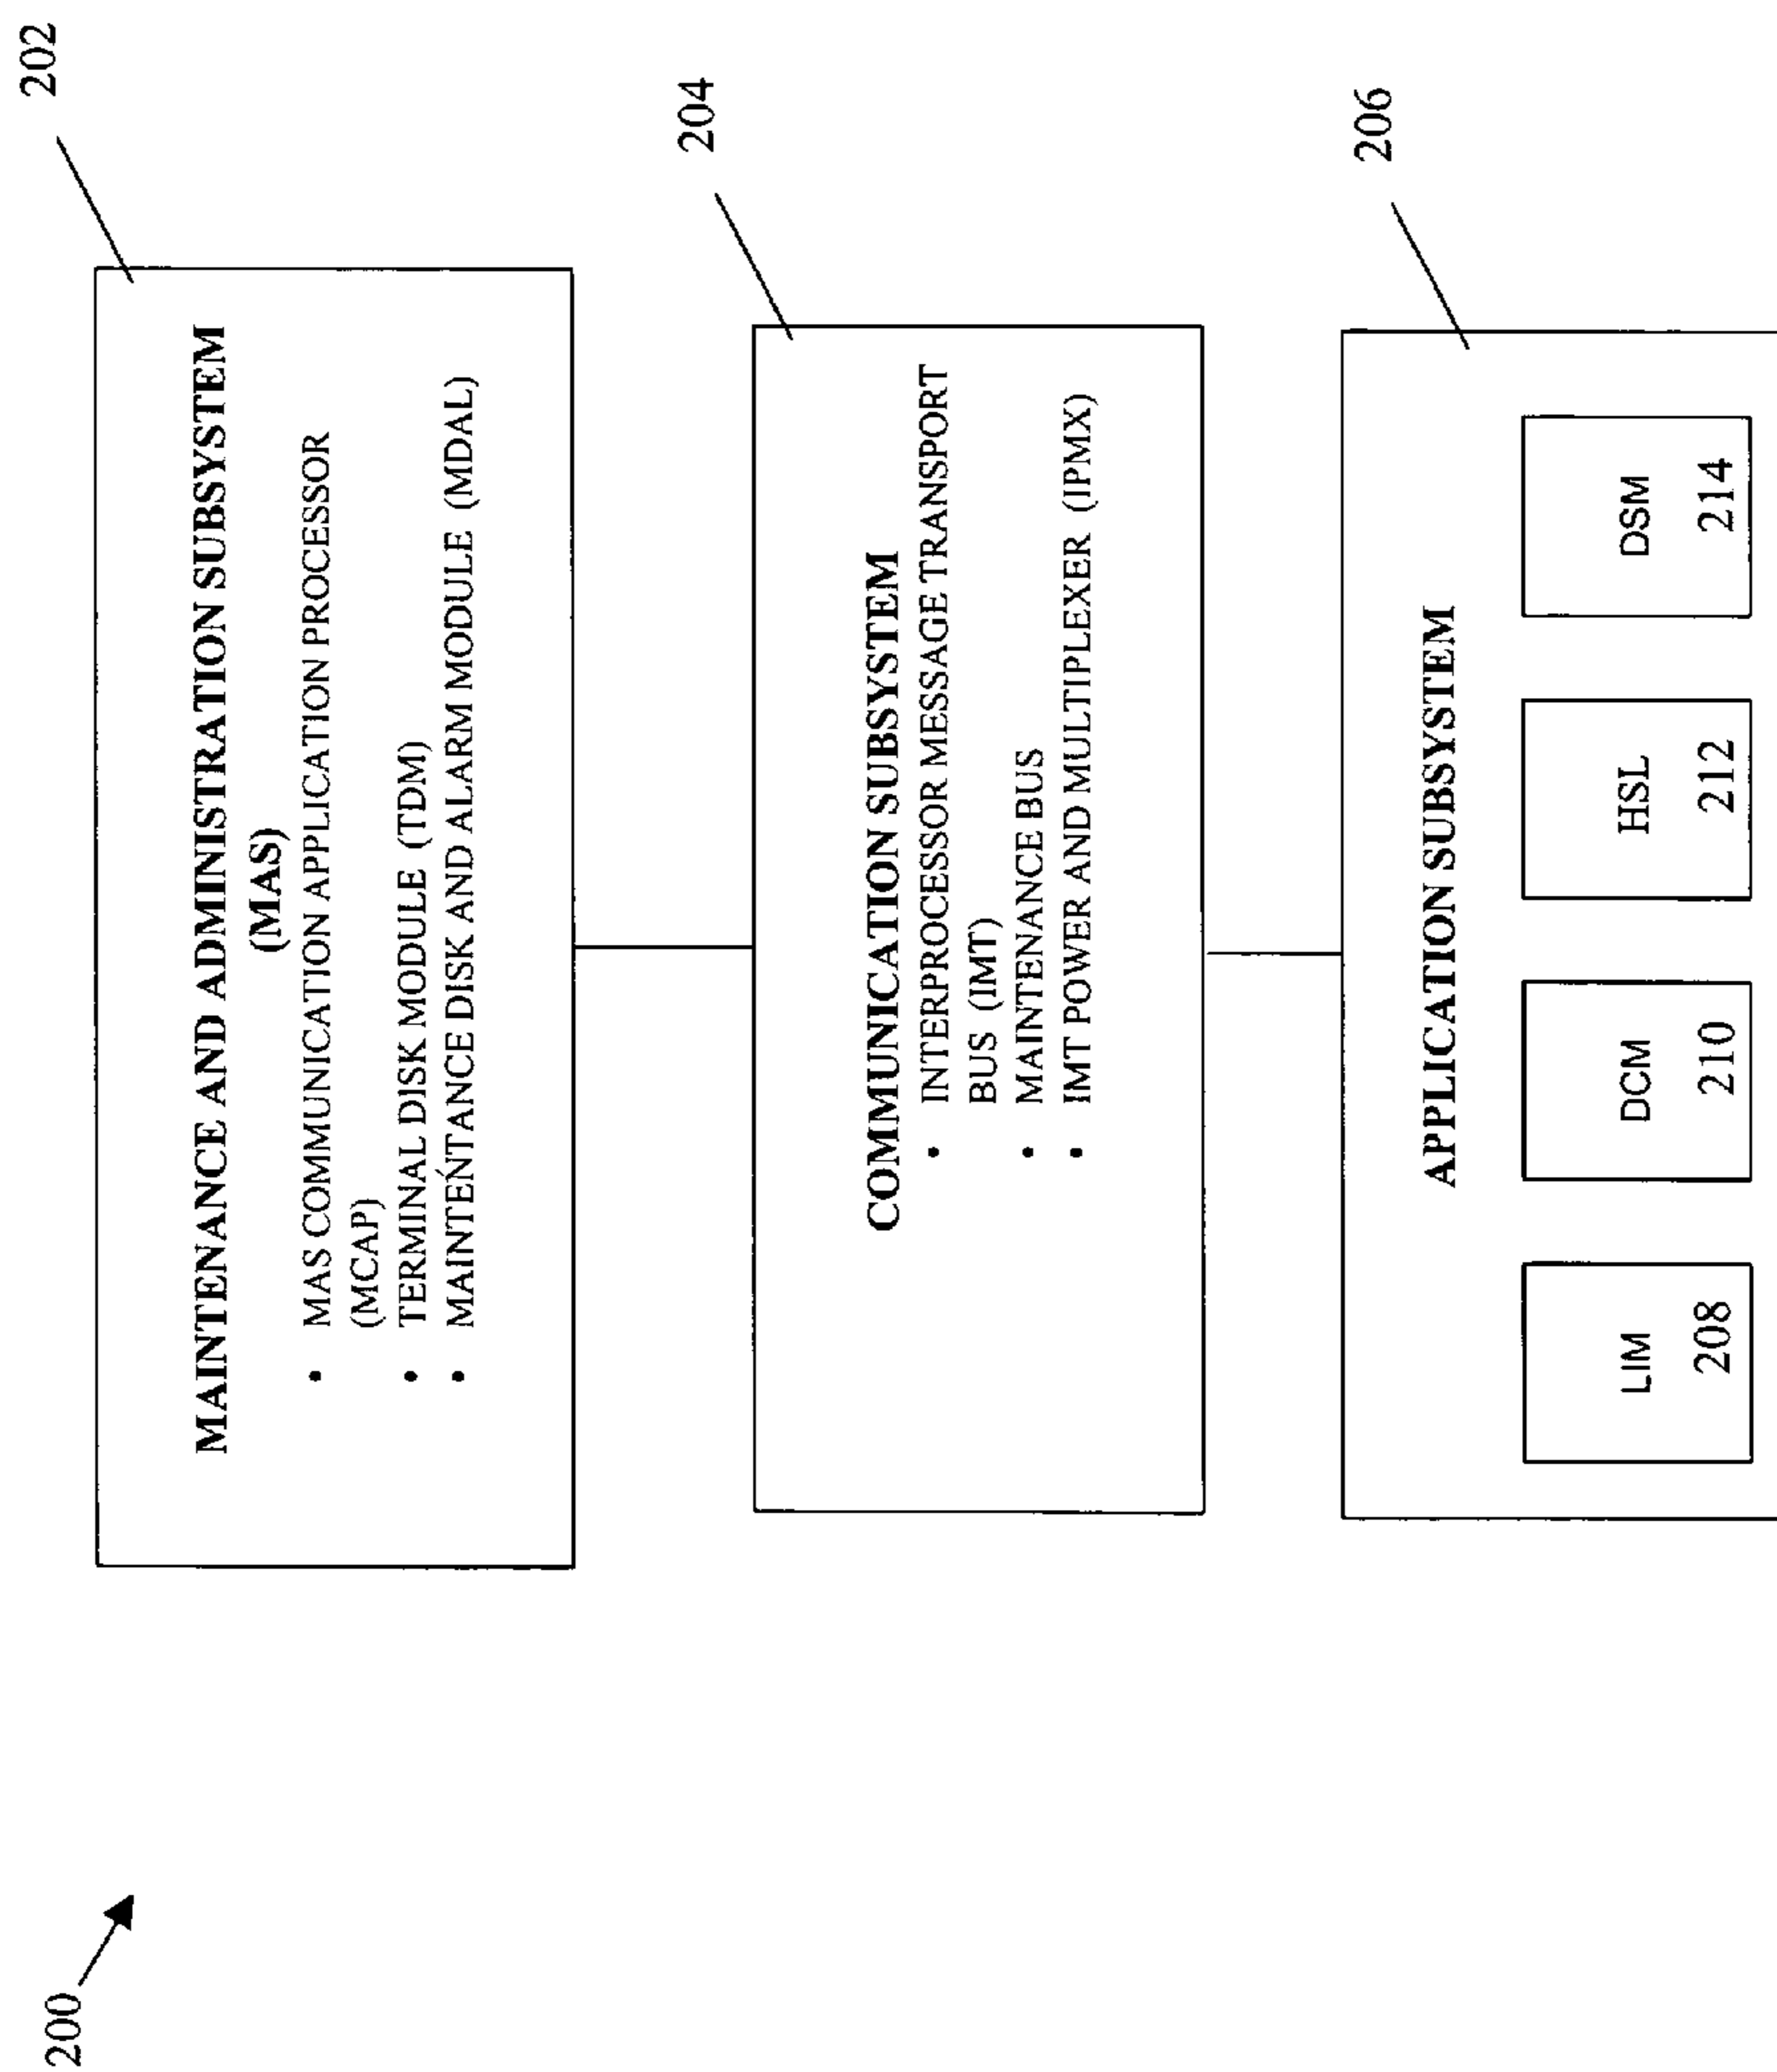 200
202
MAINTENANCE AND ADMINISTRATION SUBSYSTEM
(MAS)
• MAS COMMUNICATION APPLICATION PROCESSOR
(MCAP)
• TERMINAL DISK MODULE (TDM)
• MAINTENTANCE DISK AND ALARM MODULE (MDAL)
204
COMMUNICATION SUBSYSTEM
• INTERPROCESSOR MESSAGE TRANSPORT
BUS (IMT)
• MAINTENANCE BUS
• IMT POWER AND MULTIPLEXER (IPMX)
206
APPLICATION SUBSYSTEM
LIM
208
DCM
210
HSL
212
DSM
214